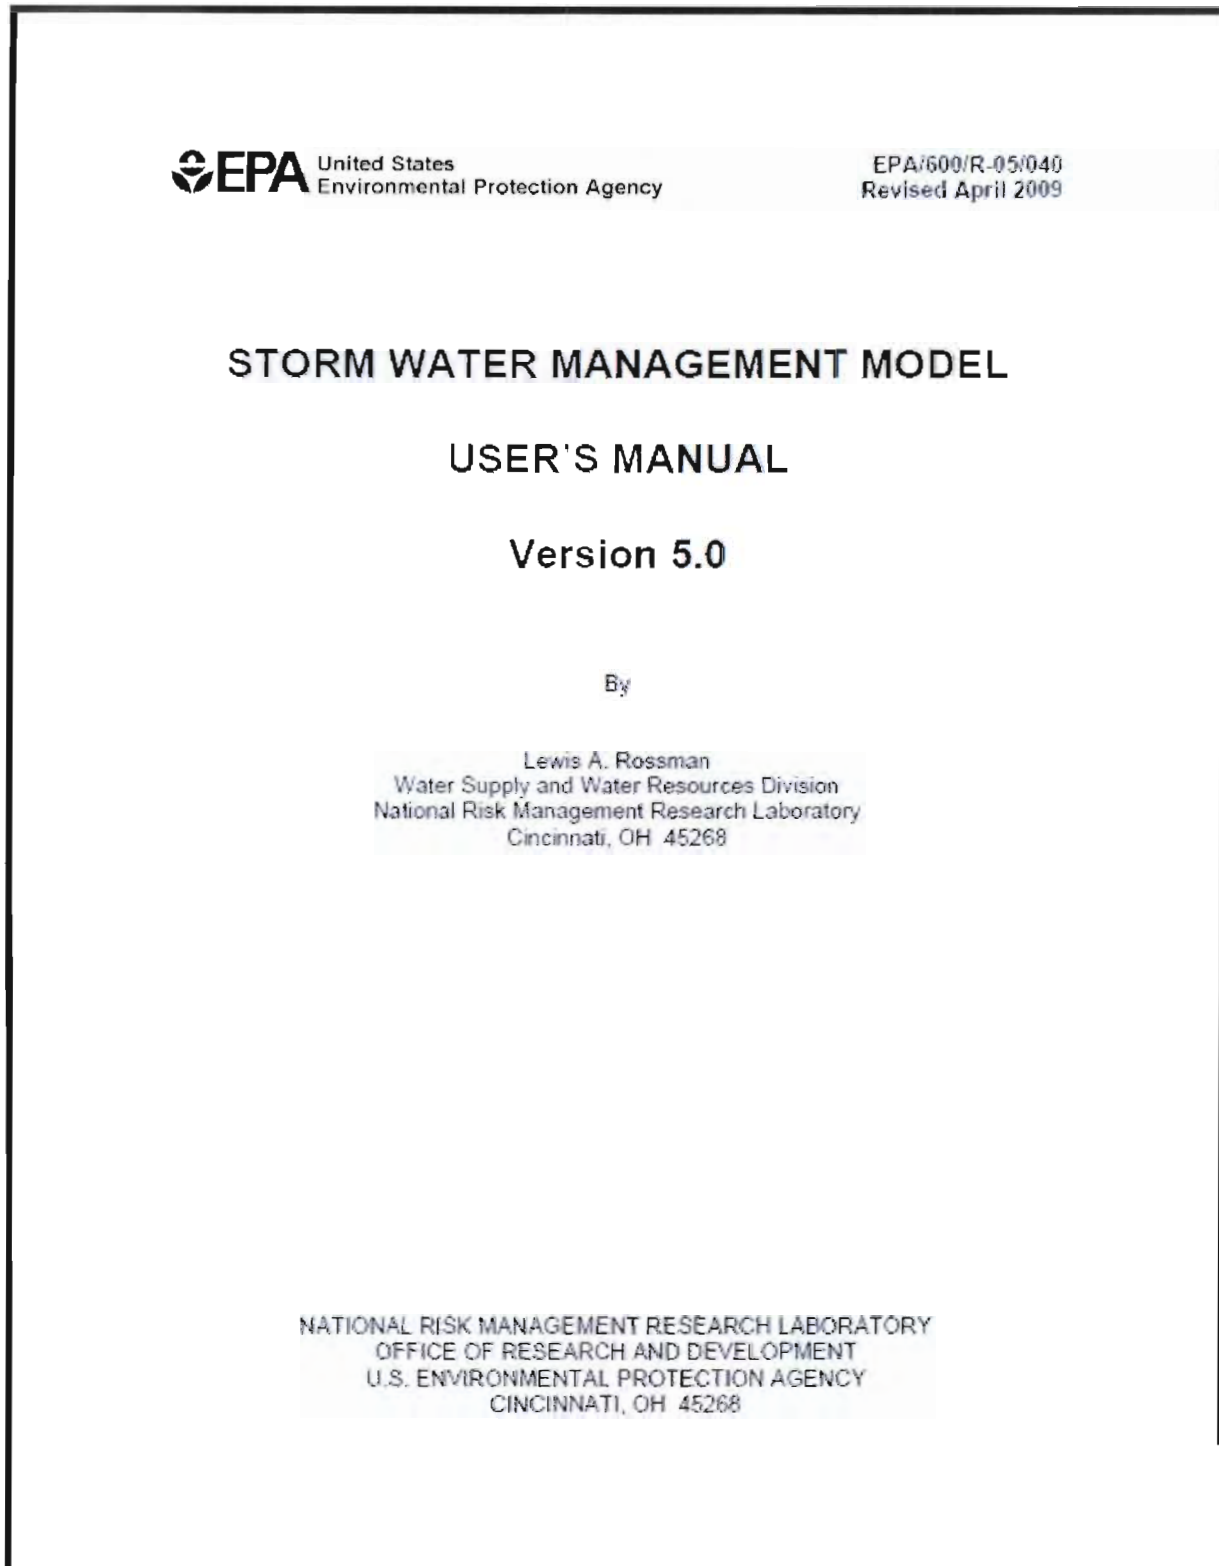 EPA United States
Environmental Protection Agency
EPA/600/R-05/040
Revised April 2009
STORM WATER MANAGEMENT MODEL
USER'S MANUAL
Version 5.0
By
Lewis A. Rossman
Water Supply and Water Resources Division
National Risk Management Research Laboratory
Cincinnati, OH 45268
NATIONAL RISK MANAGEMENT RESEARCH LABORATORY
OFFICE OF RESEARCH AND DEVELOPMENT
U.S. ENVIRONMENTAL PROTECTION AGENCY
CINCINNATI, OH 45268